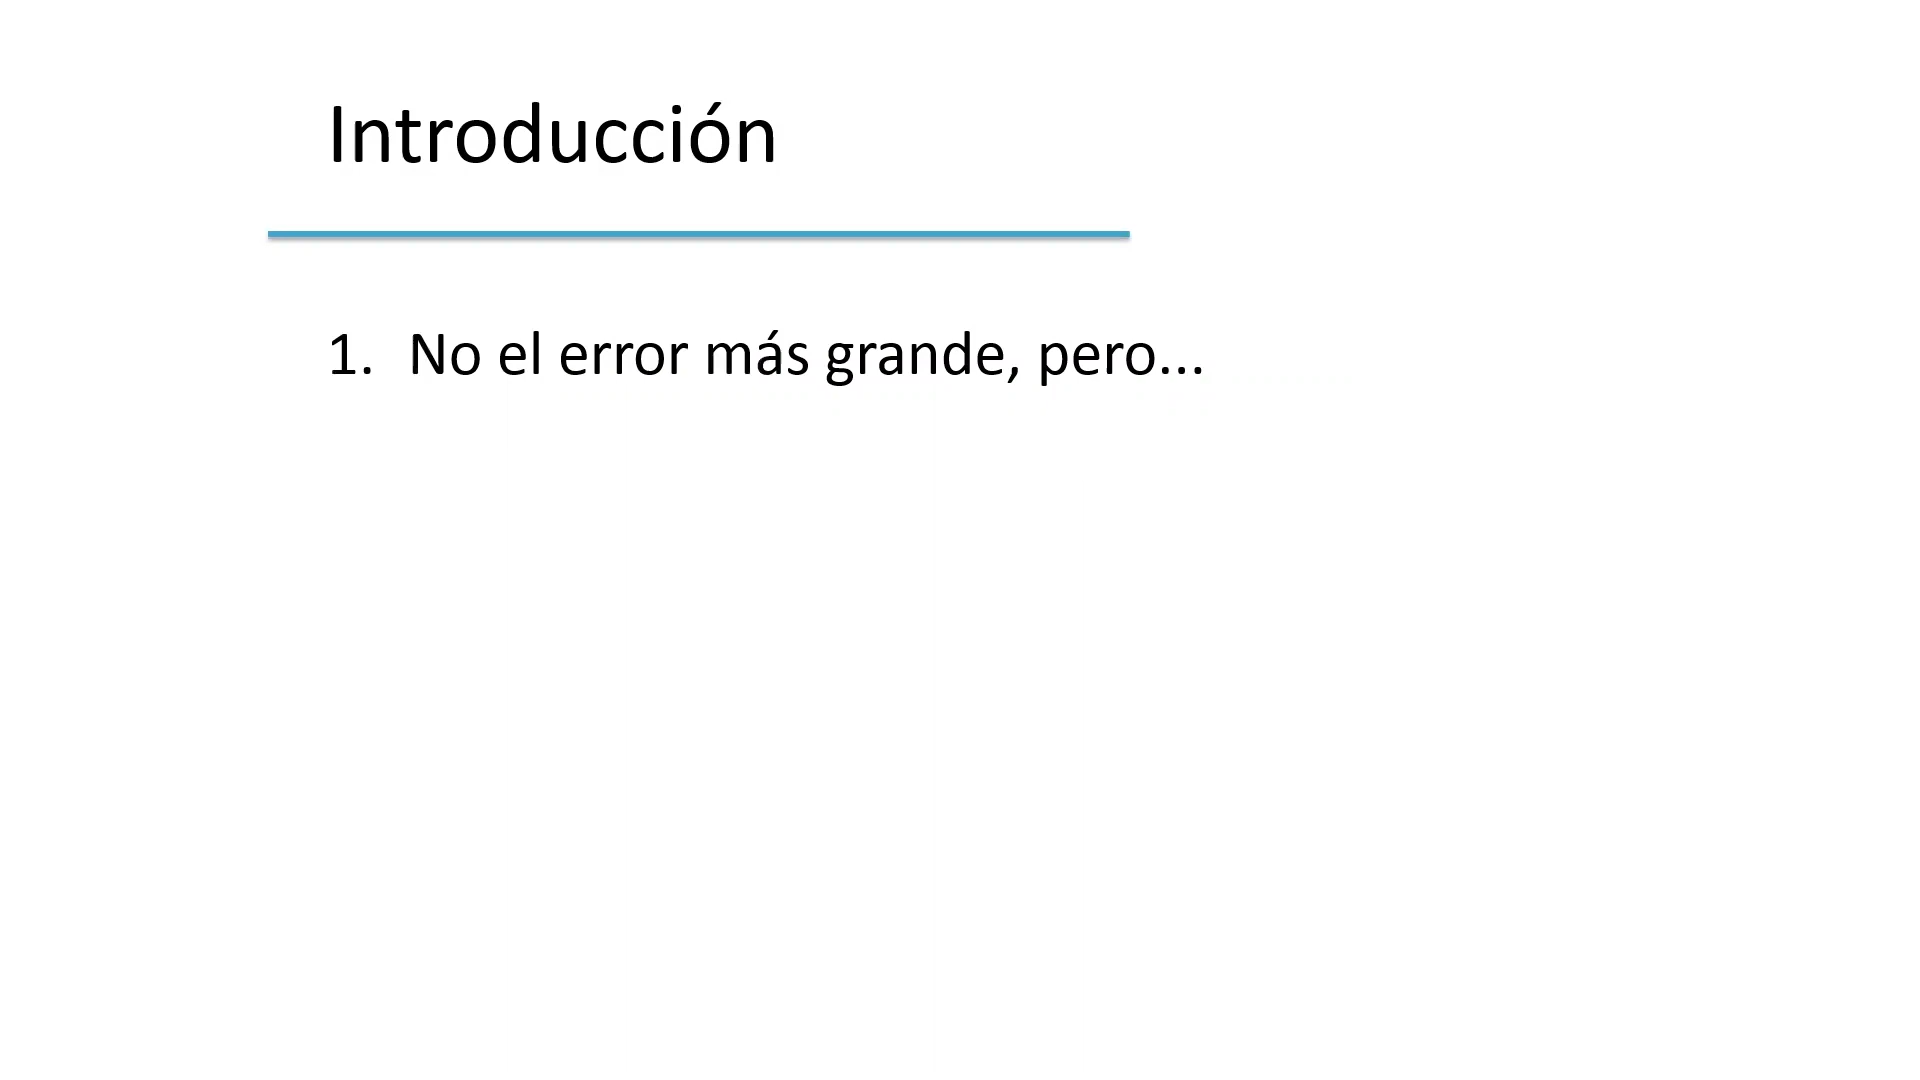 Introducción
1. No el error más grande, pero...